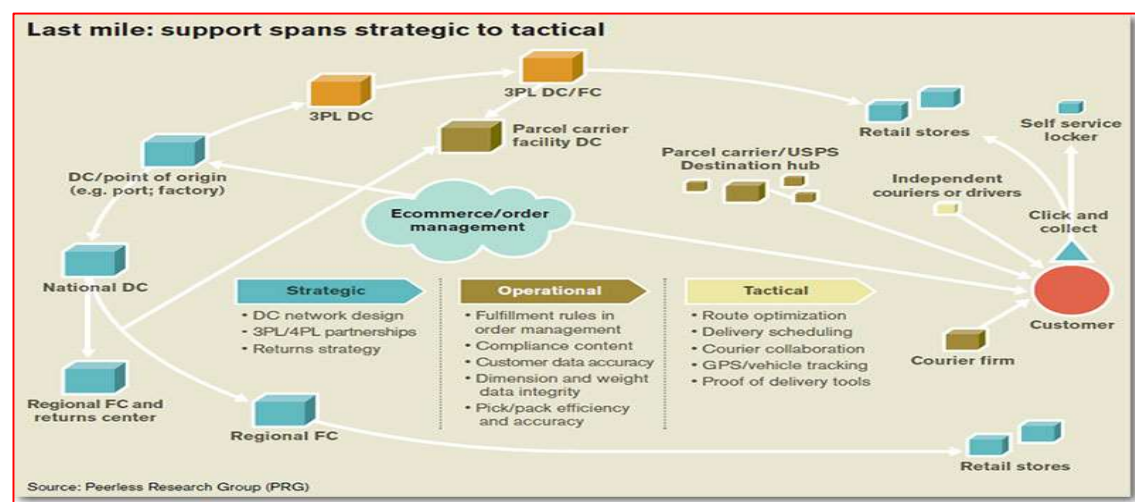 Last mile: support spans strategic to tactical
3PL DC
3PL DC/FC
Parcel carrier
facility DC
Retail stores
Self service
locker
DC/point of origin
(e.g. port; factory)
Parcel carrier/USPS
Destination hub
Independent
couriers or drivers
Ecommerce/order
management
Click and
collect
National DC
Customer
Strategic
• DC network design
• 3PL/4PL partnerships
• Returns strategy
Operational
• Fulfillment rules in
order management
• Compliance content
• Customer data accuracy
• Dimension and weight
data integrity
• Pick/pack efficiency
and accuracy
Tactical
• Route optimization
• Delivery scheduling
• Courier collaboration
• GPS/vehicle tracking
• Proof of delivery tools
Courier firm
Regional FC and
returns center
Regional FC
Retail stores
Source: Peerless Research Group (PRG)